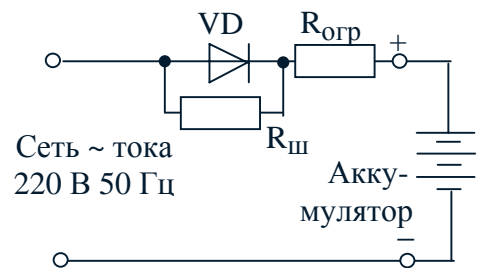 VD
Rогр
+
Rш
Сеть ~ тока
220 В 50 Гц
Акку-
мулятор
−